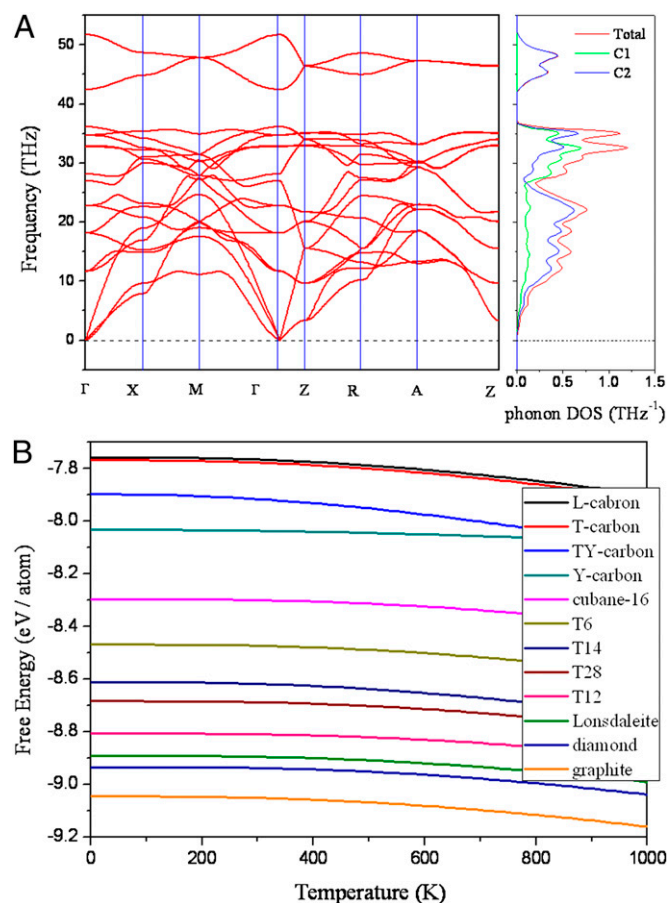 A
Frequency (THz)
50
40
30
20
10
0
Γ X M Γ Z R A Z
Total
C1
C2
0.0 0.5 1.0 1.5
phonon DOS (THz⁻¹)
B
Free Energy (eV / atom)
-7.8
-8.0
-8.2
-8.4
-8.6
-8.8
-9.0
-9.2
L-cabron
T-carbon
TY-carbon
Y-carbon
cubane-16
T6
T14
T28
T12
Lonsdaleite
diamond
graphite
0 200 400 600 800 1000
Temperature (K)